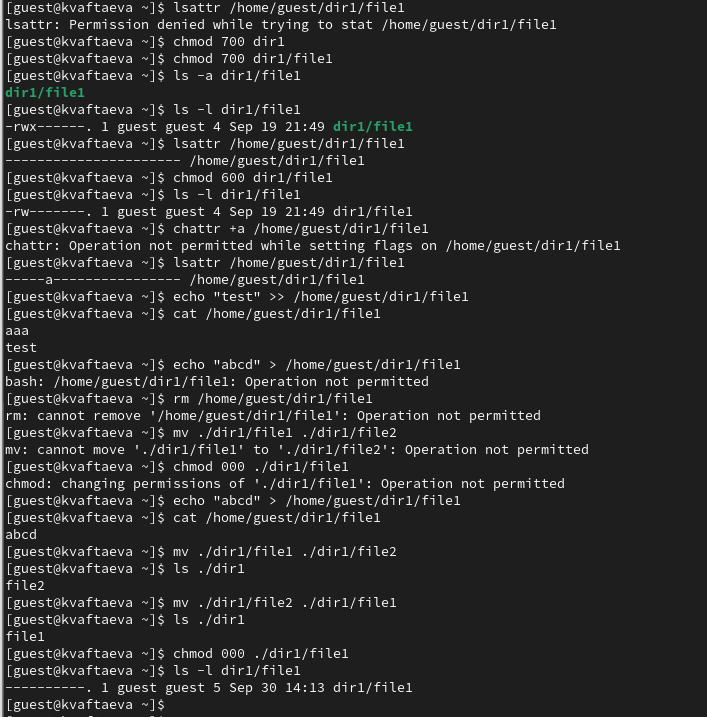 [guest@kvaftaeva ~]$ lsattr /home/guest/dir1/file1
lsattr: Permission denied while trying to stat /home/guest/dir1/file1
[guest@kvaftaeva ~]$ chmod 700 dir1
[guest@kvaftaeva ~]$ chmod 700 dir1/file1
[guest@kvaftaeva ~]$ ls -a dir1/file1
dir1/file1
[guest@kvaftaeva ~]$ ls -l dir1/file1
-rwx------. 1 guest guest 4 Sep 19 21:49 dir1/file1
[guest@kvaftaeva ~]$ lsattr /home/guest/dir1/file1
---------------------- /home/guest/dir1/file1
[guest@kvaftaeva ~]$ chmod 600 dir1/file1
[guest@kvaftaeva ~]$ ls -l dir1/file1
-rw-------. 1 guest guest 4 Sep 19 21:49 dir1/file1
[guest@kvaftaeva ~]$ chattr +a /home/guest/dir1/file1
chattr: Operation not permitted while setting flags on /home/guest/dir1/file1
[guest@kvaftaeva ~]$ lsattr /home/guest/dir1/file1
-----a---------------- /home/guest/dir1/file1
[guest@kvaftaeva ~]$ echo "test" >> /home/guest/dir1/file1
[guest@kvaftaeva ~]$ cat /home/guest/dir1/file1
aaa
test
[guest@kvaftaeva ~]$ echo "abcd" > /home/guest/dir1/file1
bash: /home/guest/dir1/file1: Operation not permitted
[guest@kvaftaeva ~]$ rm /home/guest/dir1/file1
rm: cannot remove '/home/guest/dir1/file1': Operation not permitted
[guest@kvaftaeva ~]$ mv ./dir1/file1 ./dir1/file2
mv: cannot move './dir1/file1' to './dir1/file2': Operation not permitted
[guest@kvaftaeva ~]$ chmod 000 ./dir1/file1
chmod: changing permissions of './dir1/file1': Operation not permitted
[guest@kvaftaeva ~]$ echo "abcd" > /home/guest/dir1/file1
[guest@kvaftaeva ~]$ cat /home/guest/dir1/file1
abcd
[guest@kvaftaeva ~]$ mv ./dir1/file1 ./dir1/file2
[guest@kvaftaeva ~]$ ls ./dir1
file2
[guest@kvaftaeva ~]$ mv ./dir1/file2 ./dir1/file1
[guest@kvaftaeva ~]$ ls ./dir1
file1
[guest@kvaftaeva ~]$ chmod 000 ./dir1/file1
[guest@kvaftaeva ~]$ ls -l dir1/file1
----------. 1 guest guest 5 Sep 30 14:13 dir1/file1
[guest@kvaftaeva ~]$